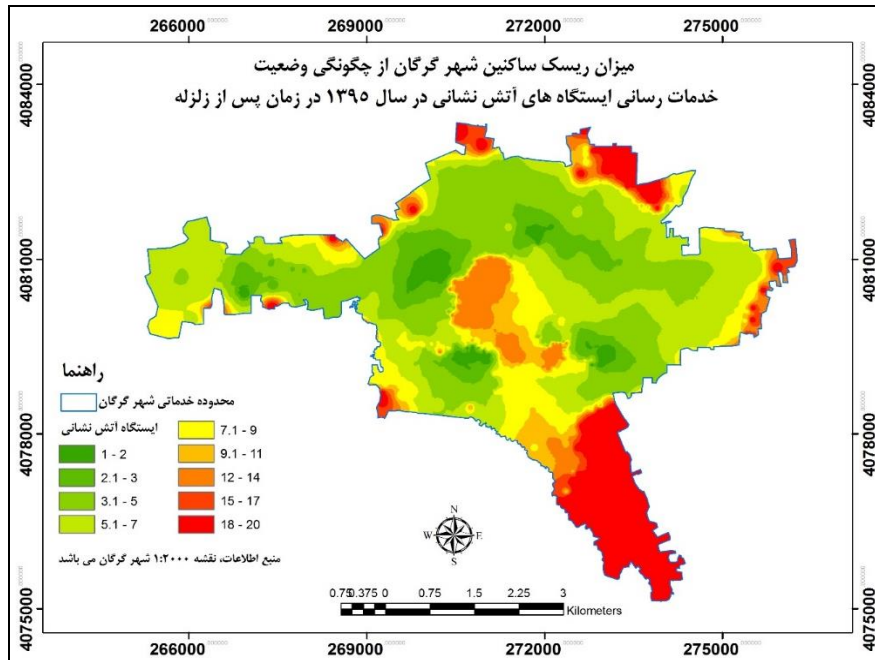 266000 269000 272000 275000
میزان ریسک ساکنین شهر گرگان از چگونگی وضعیت
خدمات رسانی ایستگاه های آتش نشانی در سال ۱۳۹۵ در زمان پس از زلزله
4084000 4084000
4081000 4081000
4078000 4078000
4075000 4075000
راهنما
محدوده خدماتی شهر گرگان
ایستگاه آتش نشانی
1 - 2
2.1 - 3
3.1 - 5
5.1 - 7
7.1 - 9
9.1 - 11
12 - 14
15 - 17
18 - 20
منبع اطلاعات، نقشه ۱:۲۰۰۰ شهر گرگان می باشد
N
W E
S
0.75 0.375 0 0.75 1.5 2.25 3
Kilometers
266000 269000 272000 275000